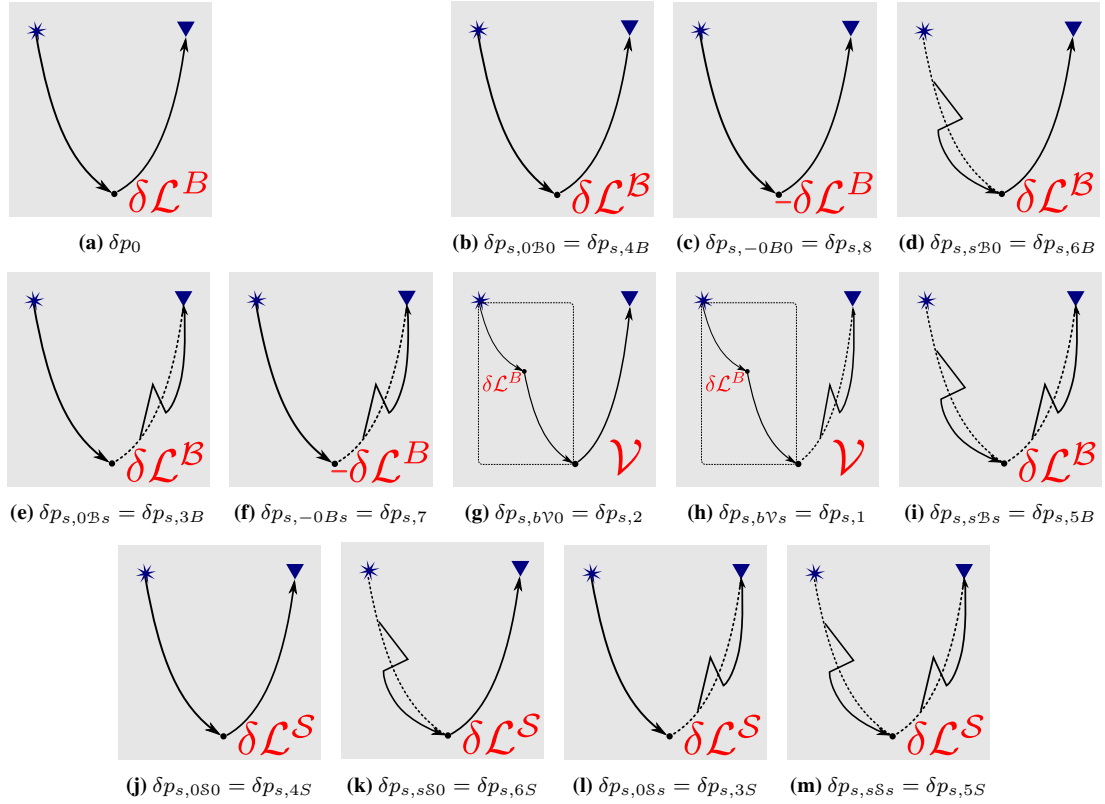 δℒ^B δℒ^ℬ -δℒ^B δℒ^ℬ
(a) δp₀ (b) δp_{s,0ℬ0} = δp_{s,4B} (c) δp_{s,−0B0} = δp_{s,8} (d) δp_{s,sℬ0} = δp_{s,6B}
δℒ^ℬ -δℒ^B δℒ^B 𝒱 δℒ^B 𝒱 δℒ^ℬ
(e) δp_{s,0ℬs} = δp_{s,3B} (f) δp_{s,−0Bs} = δp_{s,7} (g) δp_{s,b𝒱0} = δp_{s,2} (h) δp_{s,b𝒱s} = δp_{s,1} (i) δp_{s,sℬs} = δp_{s,5B}
δℒ^𝒮 δℒ^𝒮 δℒ^𝒮 δℒ^𝒮
(j) δp_{s,0𝒮0} = δp_{s,4S} (k) δp_{s,s𝒮0} = δp_{s,6S} (l) δp_{s,0𝒮s} = δp_{s,3S} (m) δp_{s,s𝒮s} = δp_{s,5S}